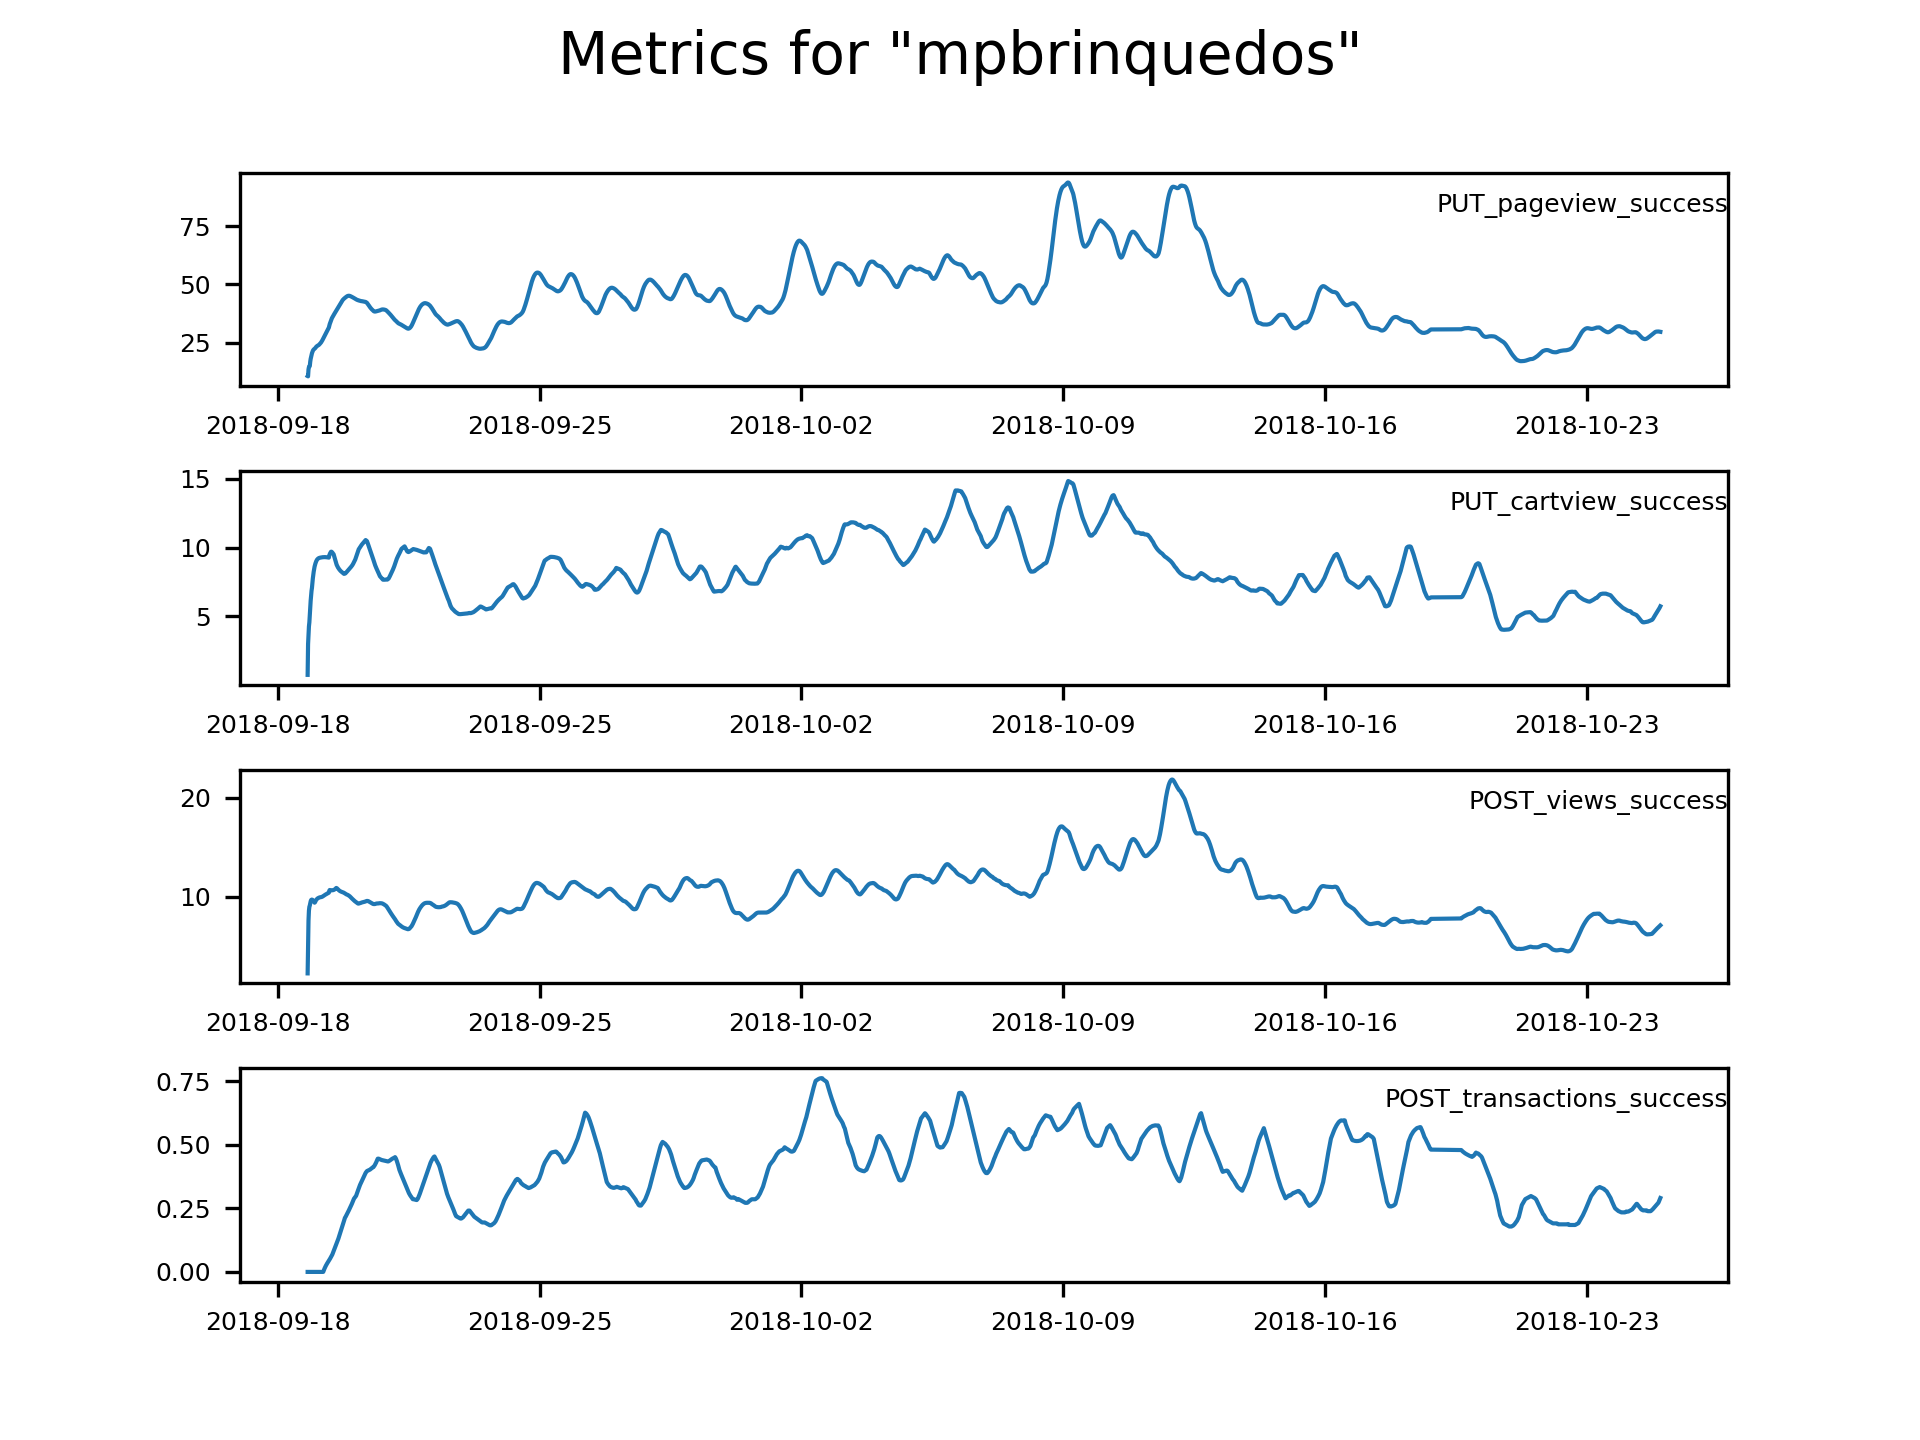 Metrics for "mpbrinquedos"
PUT_pageview_success
75
50
25
2018-09-18 2018-09-25 2018-10-02 2018-10-09 2018-10-16 2018-10-23
15
PUT_cartview_success
10
5
2018-09-18 2018-09-25 2018-10-02 2018-10-09 2018-10-16 2018-10-23
20
POST_views_success
10
2018-09-18 2018-09-25 2018-10-02 2018-10-09 2018-10-16 2018-10-23
0.75
POST_transactions_success
0.50
0.25
0.00
2018-09-18 2018-09-25 2018-10-02 2018-10-09 2018-10-16 2018-10-23